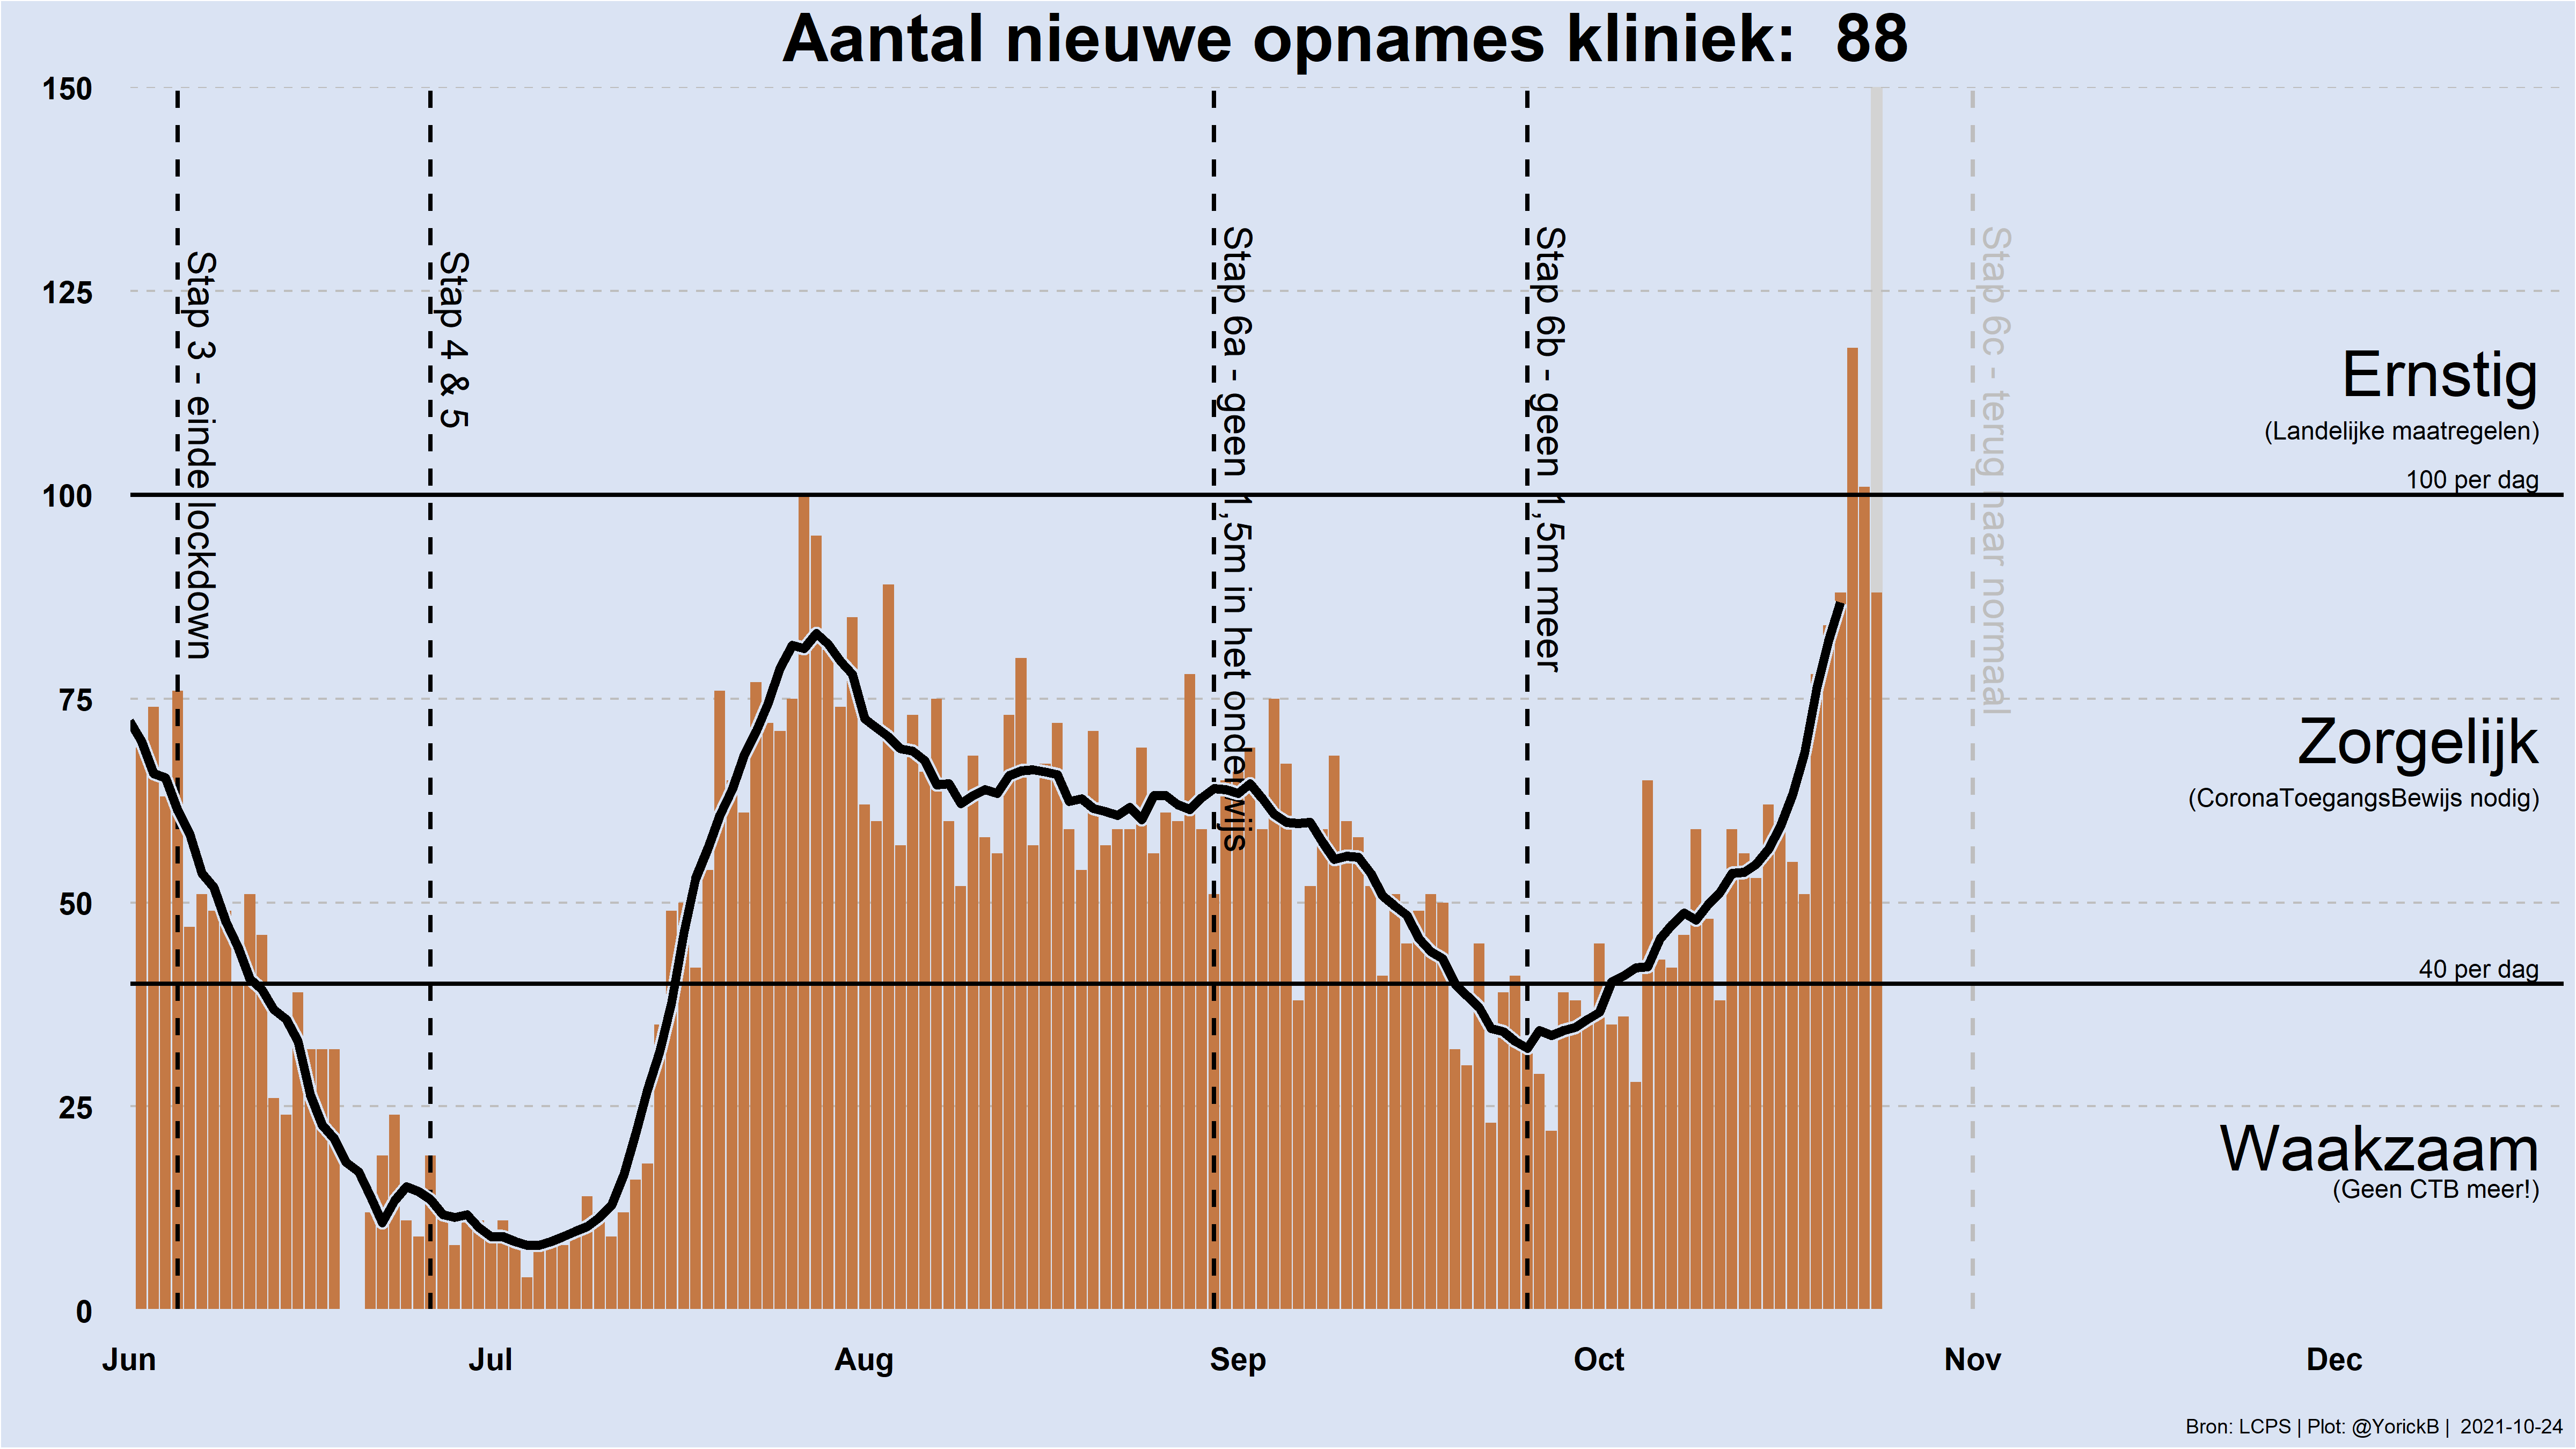 Aantal nieuwe opnames kliniek:  88
150
125
100
75
50
25
0
Stap 3 - einde lockdown
Stap 4 & 5
Stap 6a - geen 1,5m in het onderwijs
Stap 6b - geen 1,5m meer
Stap 6c - terug naar normaal
Ernstig
(Landelijke maatregelen)
100 per dag
Zorgelijk
(CoronaToegangsBewijs nodig)
40 per dag
Waakzaam
(Geen CTB meer!)
Jun
Jul
Aug
Sep
Oct
Nov
Dec
Bron: LCPS | Plot: @YorickB |  2021-10-24